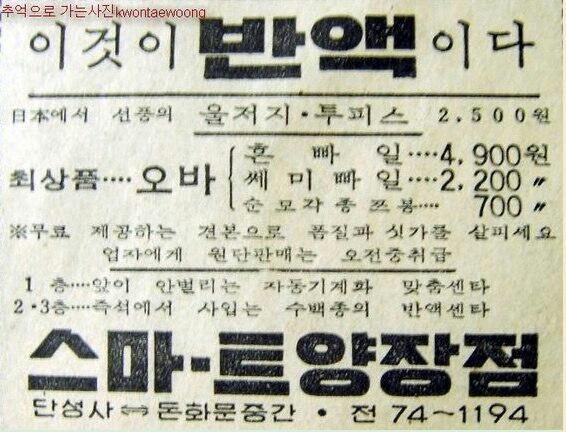 추억으로 가는사진kwontaewoong
이것이 반액이다
日本에서 선풍의 울저지·투피스 2,500원
최상품····오바
혼 빠 일····4,900원
쎄미빠일····2,200〃
순모각종쯔봉····700〃
※무료 제공하는 견본으로 품질과 싯가를 살피세요
업자에게 원단판매는 오전중취급
1층····앞이 안벌리는 자동기계화 맞춤센타
2·3층····즉석에서 사입는 수백종의 반액센타
스마-트양장점
단성사⇔돈화문중간·전74~1194